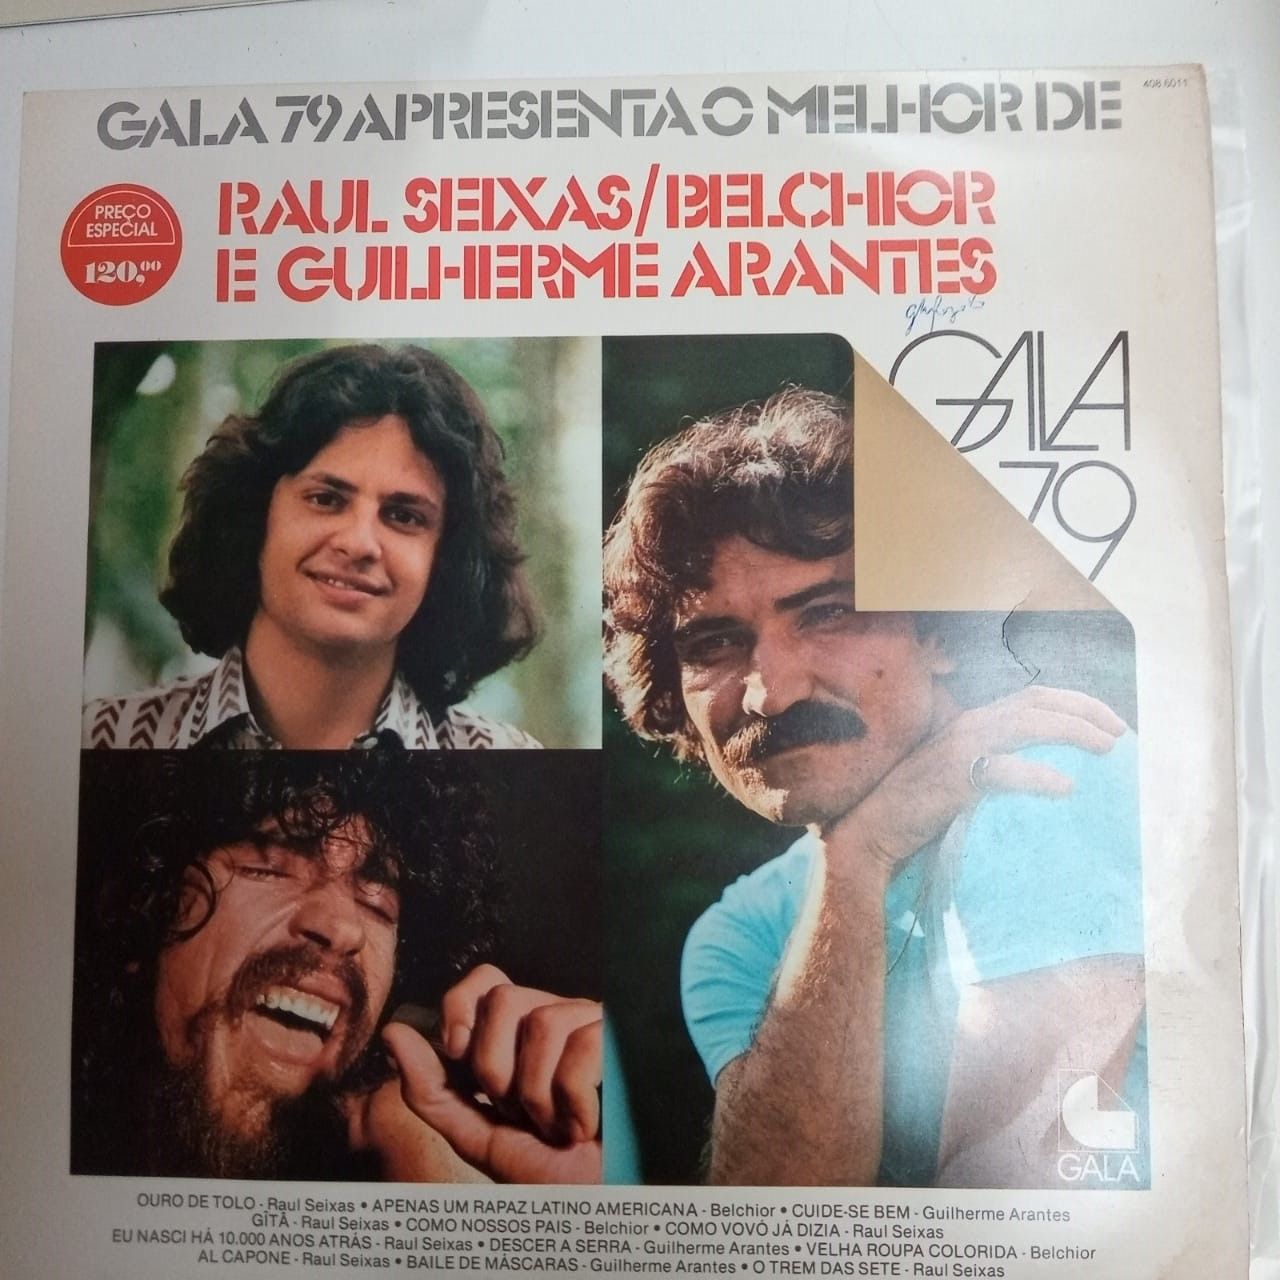 408 6011
GALA 79 APRESENTA O MELHOR DE
RAUL SEIXAS/BELCHIOR
E GUILHERME ARANTES
PREÇO
ESPECIAL
120,00
GALA
79
GALA
OURO DE TOLO - Raul Seixas • APENAS UM RAPAZ LATINO AMERICANA - Belchior • CUIDE-SE BEM - Guilherme Arantes
GÎTÂ - Raul Seixas • COMO NOSSOS PAIS - Belchior • COMO VOVÓ JÁ DIZIA - Raul Seixas
EU NASCI HÁ 10.000 ANOS ATRÁS - Raul Seixas • DESCER A SERRA - Guilherme Arantes • VELHA ROUPA COLORIDA - Belchior
AL CAPONE - Raul Seixas • BAILE DE MÁSCARAS - Guilherme Arantes • O TREM DAS SETE - Raul Seixas